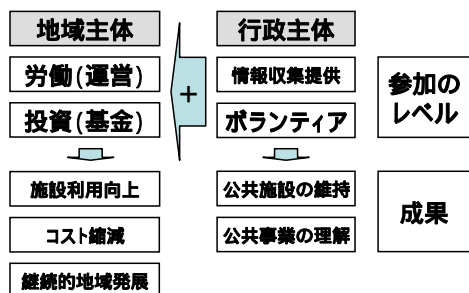 地域主体
行政主体
労働(運営)
情報収集提供
投資(基金)
+
ボランティア
参加の
レベル
施設利用向上
公共施設の維持
コスト縮減
公共事業の理解
成果
継続的地域発展